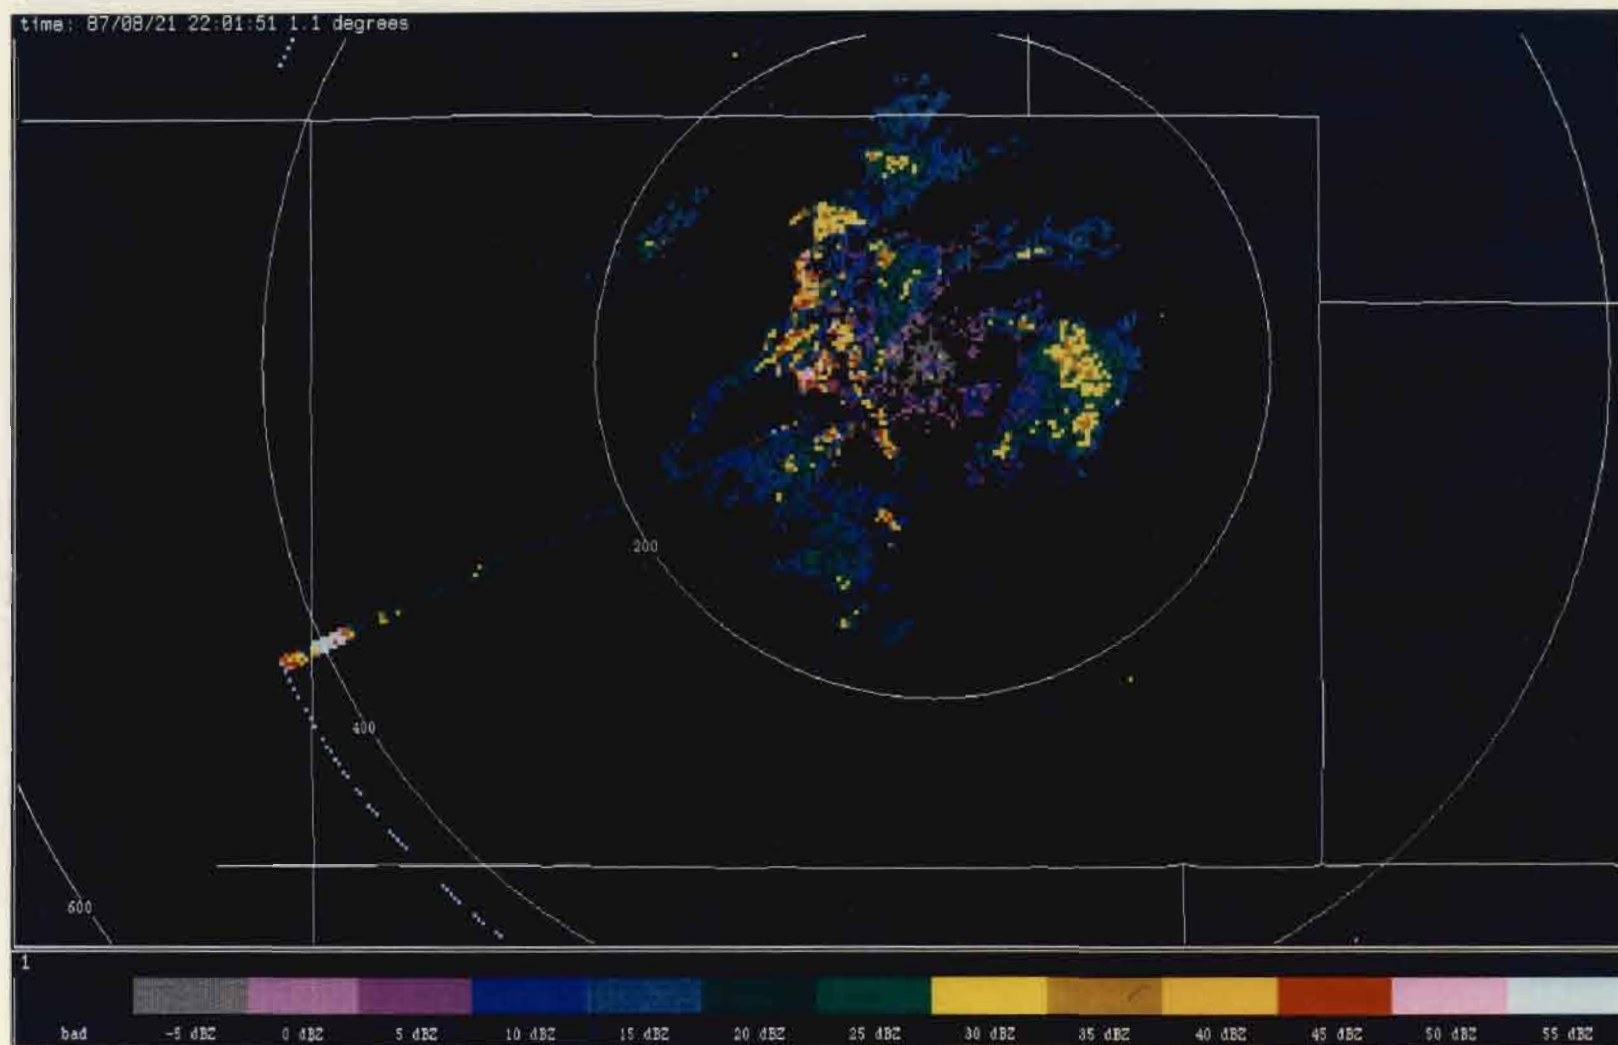 time: 87/08/21 22:01:51 1.1 degrees
200
400
600
1
bad -5 dBZ 0 dBZ 5 dBZ 10 dBZ 15 dBZ 20 dBZ 25 dBZ 30 dBZ 35 dBZ 40 dBZ 45 dBZ 50 dBZ 55 dBZ